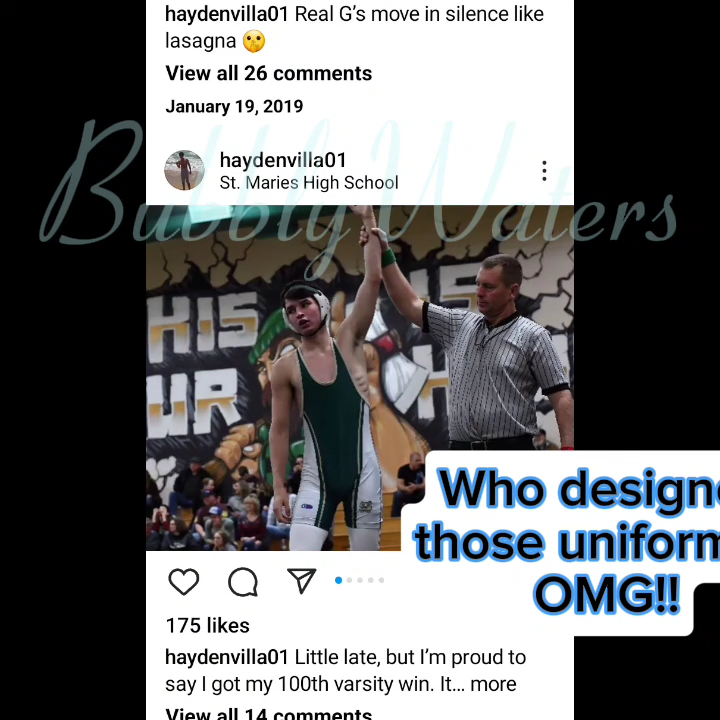 haydenvilla01 Real G's move in silence like
lasagna 🤫
View all 26 comments
January 19, 2019
haydenvilla01
St. Maries High School
Bubbly Waters
HIS
UR
H
Who designe
those uniform
OMG!!
175 likes
haydenvilla01 Little late, but I'm proud to
say I got my 100th varsity win. It... more
View all 14 comments